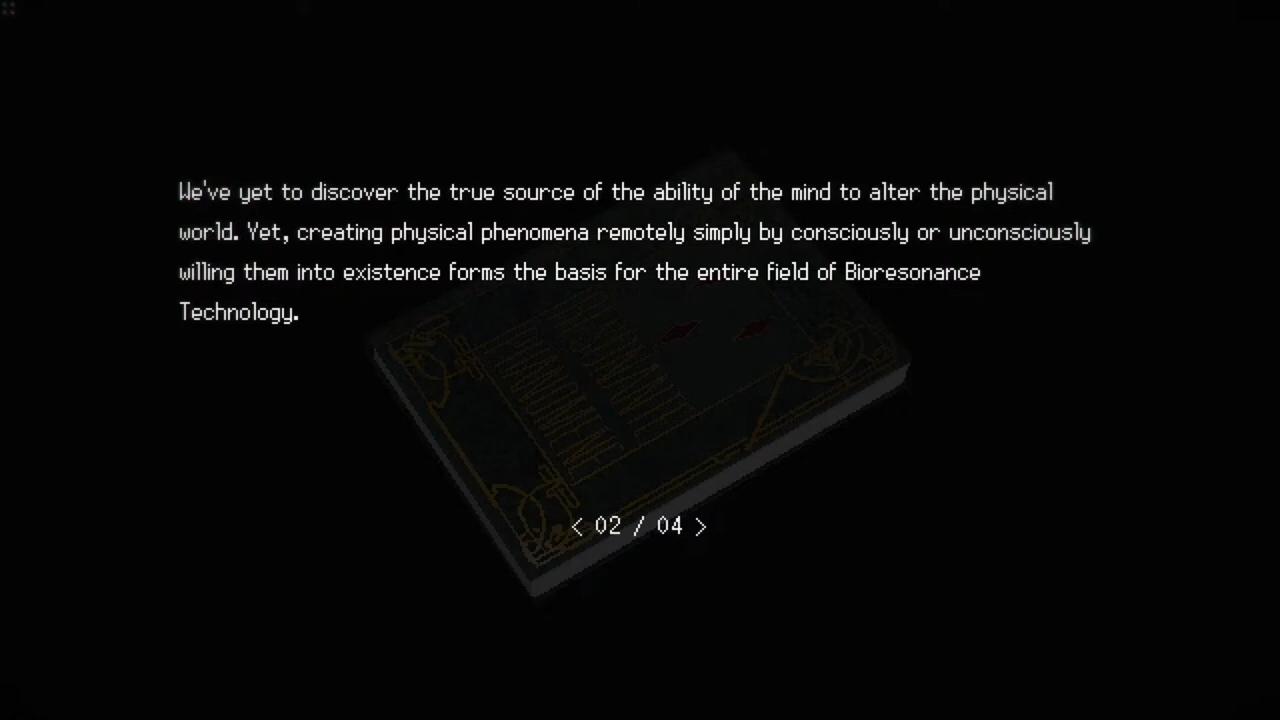 We've yet to discover the true source of the ability of the mind to alter the physical
world. Yet, creating physical phenomena remotely simply by consciously or unconsciously
willing them into existence forms the basis for the entire field of Bioresonance
Technology.
RESONANTE
PHÄNOMENE
< 02 / 04 >